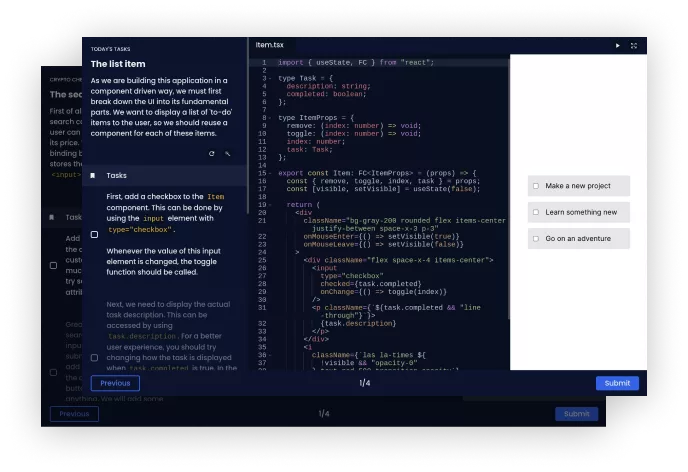 TODAY'S TASKS
The list item
As we are building this application in a
component driven way, we must first
break down the UI into its fundamental
parts. We want to display a list of 'to-do'
items to the user, so we should reuse a
component for each of these items.
Tasks
First, add a checkbox to the Item
component. This can be done by
using the input element with
type="checkbox".
Whenever the value of this input
element is changed, the toggle
function should be called.
Next, we need to display the actual
task description. This can be
accessed by using
task.description. For a better
user experience, you should try
changing how the task is displayed
when task.completed is true. In the
Item.tsx
1 import { useState, FC } from "react";
2
3 type Task = {
4 description: string;
5 completed: boolean;
6 };
7
8 type ItemProps = {
9 remove: (index: number) => void;
10 toggle: (index: number) => void;
11 index: number;
12 task: Task;
13 };
14
15 export const Item: FC<ItemProps> = (props) => {
16 const { remove, toggle, index, task } = props;
17 const [visible, setVisible] = useState(false);
18
19 return (
20 <div
21 className="bg-gray-200 rounded flex items-center
justify-between space-x-3 p-3"
22 onMouseEnter={() => setVisible(true)}
23 onMouseLeave={() => setVisible(false)}
24 >
25 <div className="flex space-x-4 items-center">
26 <input
27 type="checkbox"
28 checked={task.completed}
29 onChange={() => toggle(index)}
30 />
31 <p className={`${task.completed && "line
-through"}`}>
32 {task.description}
33 </p>
34 </div>
35 <i
36 className={`las la-times ${
37 !visible && "opacity-0"
Make a new project
Learn something new
Go on an adventure
Previous
1/4
Submit
CRYPTO CHE
The sea
First of al
search c
user can
its price.
binding b
stores the
<input>
Task
Add
the c
custo
much
try se
attrib
Grea
sear
inpu
subm
add
the c
butto
anything. We will add some
Previous
1/4
Submit